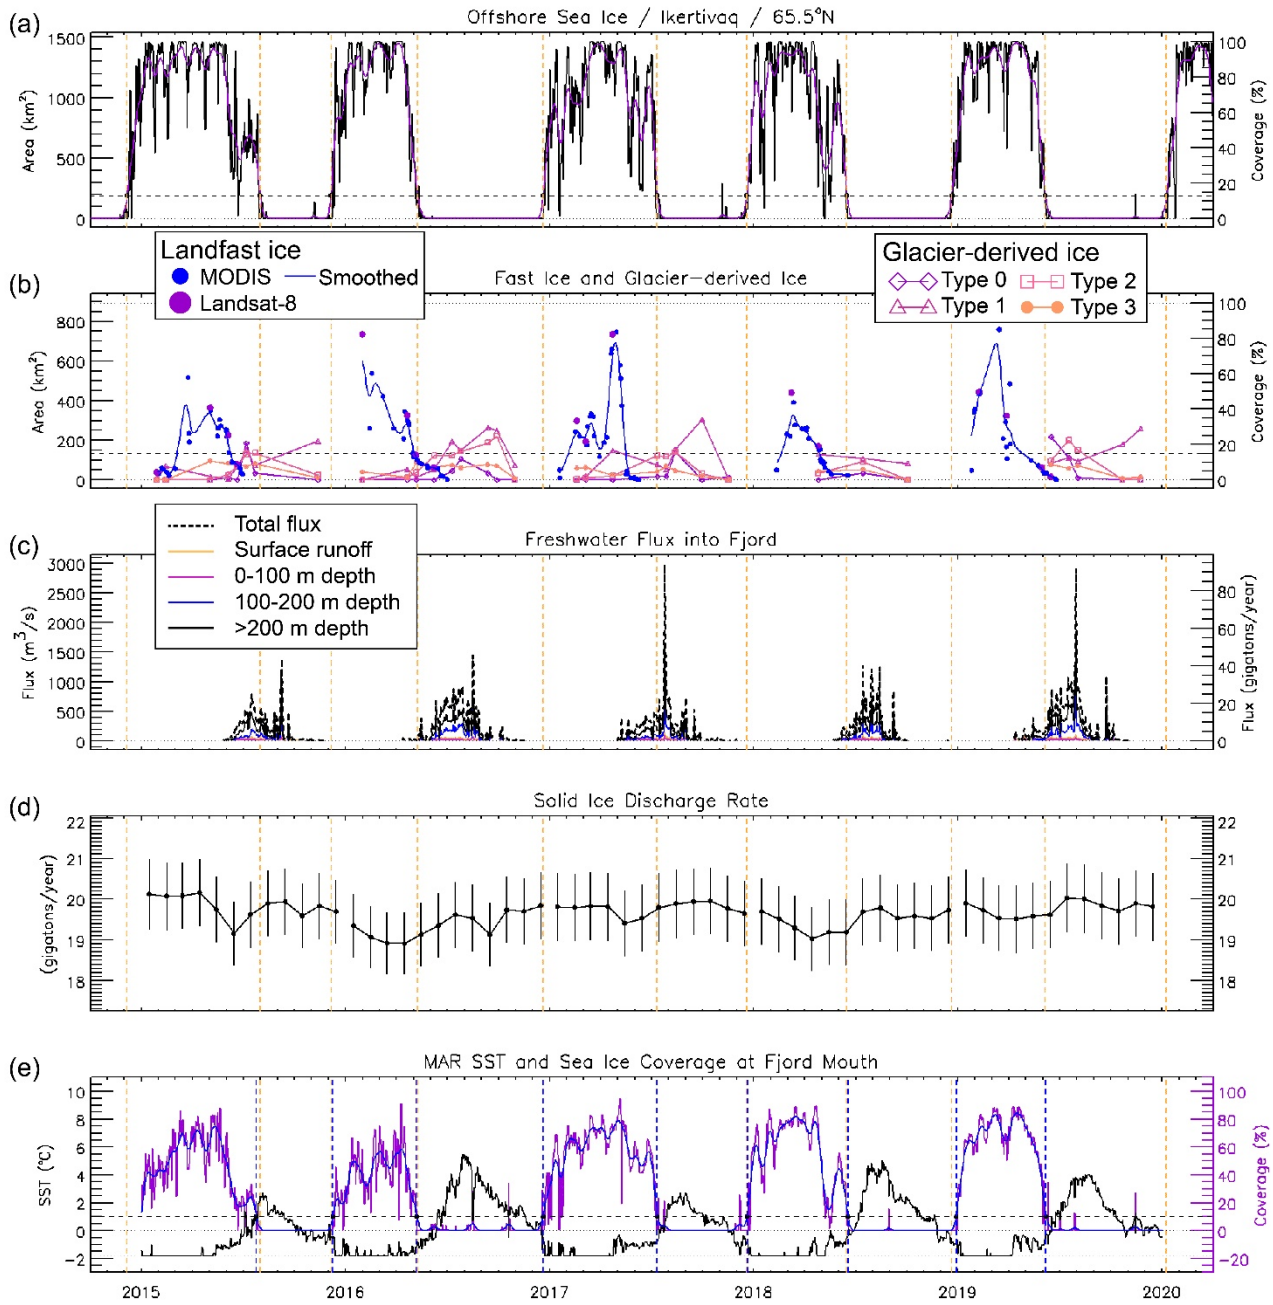 (a)
Offshore Sea Ice / Ikertivaq / 65.5°N
1500
1000
500
0
Area (km²)
100
80
60
40
20
0
Coverage (%)
Landfast ice
MODIS
Smoothed
Landsat-8
Glacier-derived ice
Type 0
Type 2
Type 1
Type 3
(b)
Fast Ice and Glacier-derived Ice
800
600
400
200
0
Area (km²)
100
80
60
40
20
0
Coverage (%)
Total flux
Surface runoff
0-100 m depth
100-200 m depth
>200 m depth
(c)
Freshwater Flux into Fjord
3000
2500
2000
1500
1000
500
0
Flux (m³/s)
80
60
40
20
0
Flux (gigatons/year)
(d)
Solid Ice Discharge Rate
22
21
20
19
18
(gigatons/year)
22
21
20
19
18
(e)
MAR SST and Sea Ice Coverage at Fjord Mouth
10
8
6
4
2
0
−2
SST (°C)
100
80
60
40
20
0
−20
Coverage (%)
2015
2016
2017
2018
2019
2020